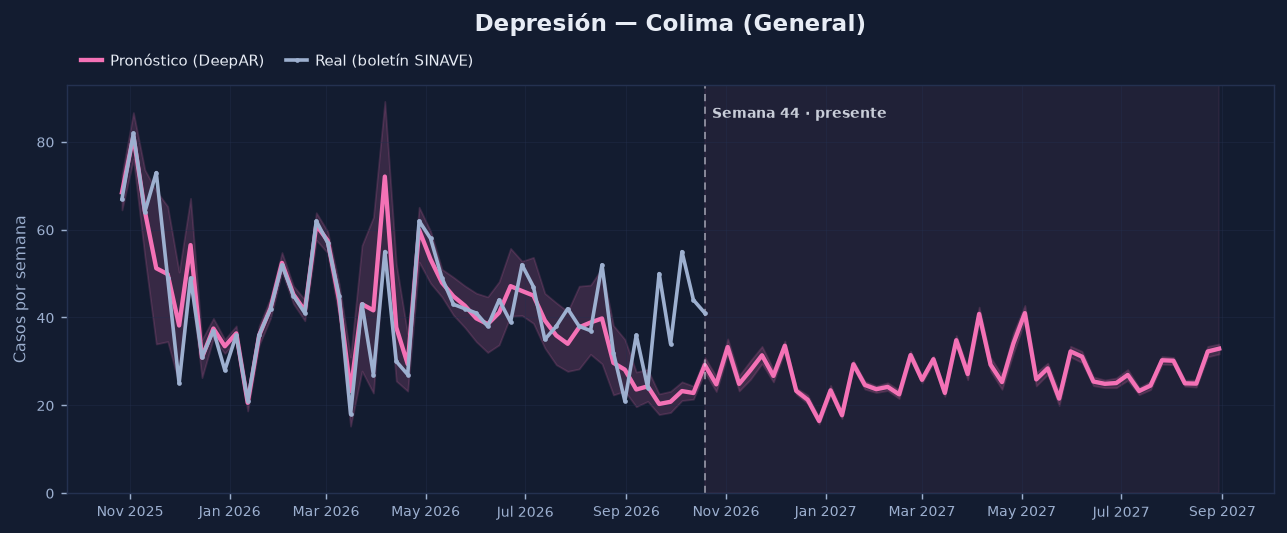 Depresión — Colima (General)
Pronóstico (DeepAR)
Real (boletín SINAVE)
Semana 44 · presente
Casos por semana
80
60
40
20
0
Nov 2025
Jan 2026
Mar 2026
May 2026
Jul 2026
Sep 2026
Nov 2026
Jan 2027
Mar 2027
May 2027
Jul 2027
Sep 2027